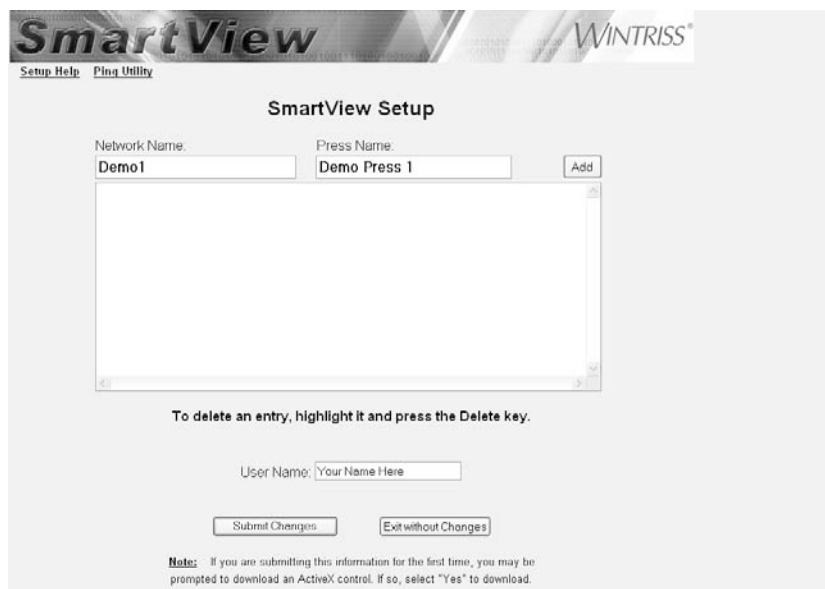 SmartView
WINTRISS®
Setup Help Ping Utility
SmartView Setup
Network Name: Press Name:
Demo1 Demo Press 1 Add
To delete an entry, highlight it and press the Delete key.
User Name: Your Name Here
Submit Changes Exit without Changes
Note: If you are submitting this information for the first time, you may be
prompted to download an ActiveX control. If so, select "Yes" to download.